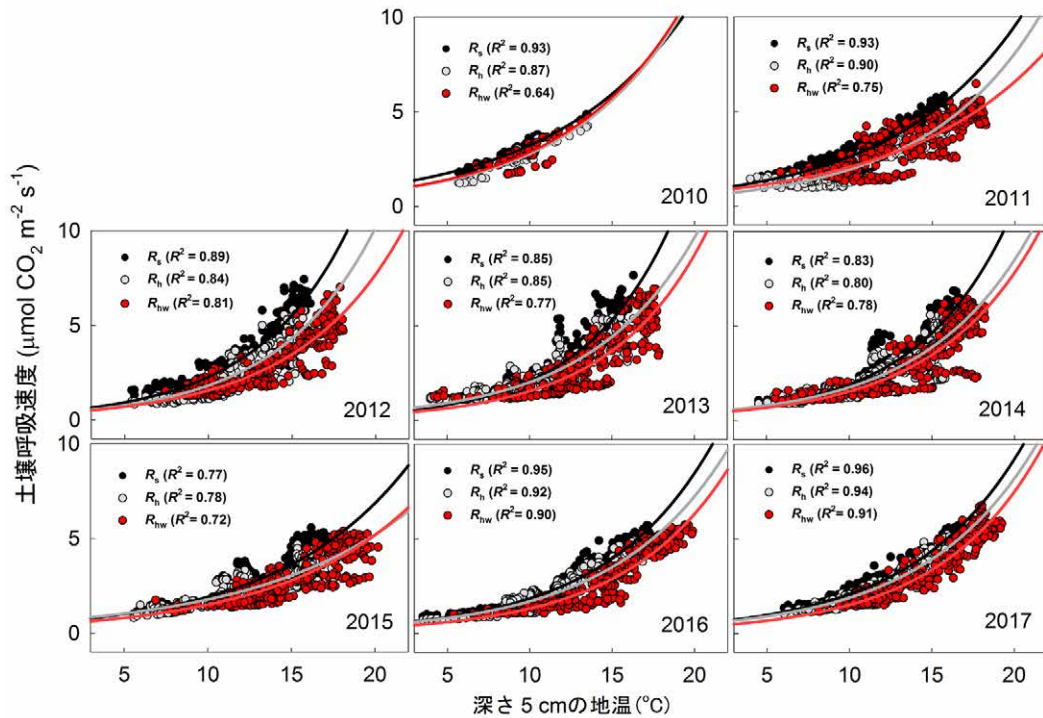 10
5
0
Rs (R² = 0.93)
Rh (R² = 0.87)
Rhw (R² = 0.64)
2010
Rs (R² = 0.93)
Rh (R² = 0.90)
Rhw (R² = 0.75)
2011
10
5
0
Rs (R² = 0.89)
Rh (R² = 0.84)
Rhw (R² = 0.81)
2012
Rs (R² = 0.85)
Rh (R² = 0.85)
Rhw (R² = 0.77)
2013
Rs (R² = 0.83)
Rh (R² = 0.80)
Rhw (R² = 0.78)
2014
10
5
0
Rs (R² = 0.77)
Rh (R² = 0.78)
Rhw (R² = 0.72)
2015
Rs (R² = 0.95)
Rh (R² = 0.92)
Rhw (R² = 0.90)
2016
Rs (R² = 0.96)
Rh (R² = 0.94)
Rhw (R² = 0.91)
2017
5 10 15 20 5 10 15 20 5 10 15 20
土壌呼吸速度 (μmol CO₂ m⁻² s⁻¹)
深さ 5 cmの地温(°C)